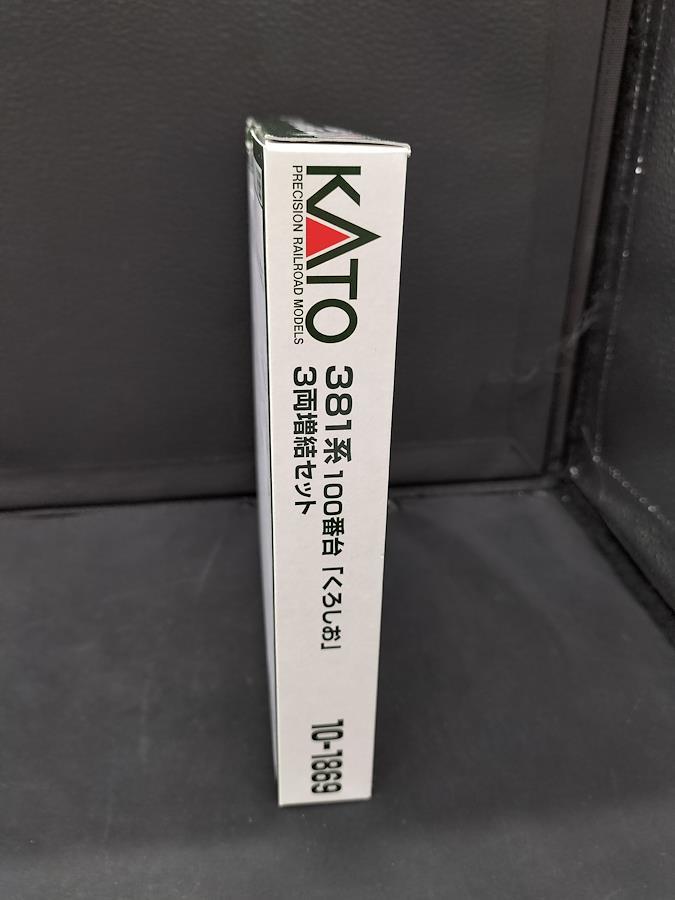 KATO
PRECISION RAILROAD MODELS
381系100番台「くろしお」
3両増結セット
10-1869